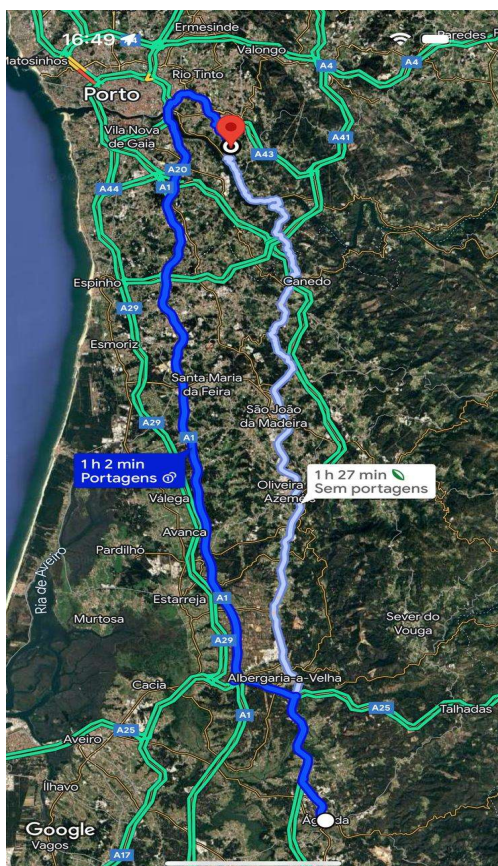 16:49
A4
Ermesinde
Paredes
Matosinhos
Valongo
A4
A4
Rio Tinto
Porto
Vila Nova
de Gaia
A41
A43
A20
A44
A1
Espinho
Canedo
A29
Esmoriz
Santa Maria
da Feira
São João
da Madeira
A29
A1
1 h 2 min
Portagens
1 h 27 min
Sem portagens
Oliveira
Azeméis
Válega
Avanca
Pardilhó
Ria de Aveiro
Estarreja
A1
Murtosa
Sever do
Vouga
A29
Albergaria-a-Velha
Cacia
A25
Talhadas
A1
A25
Aveiro
Ílhavo
Google
Vagos
A17